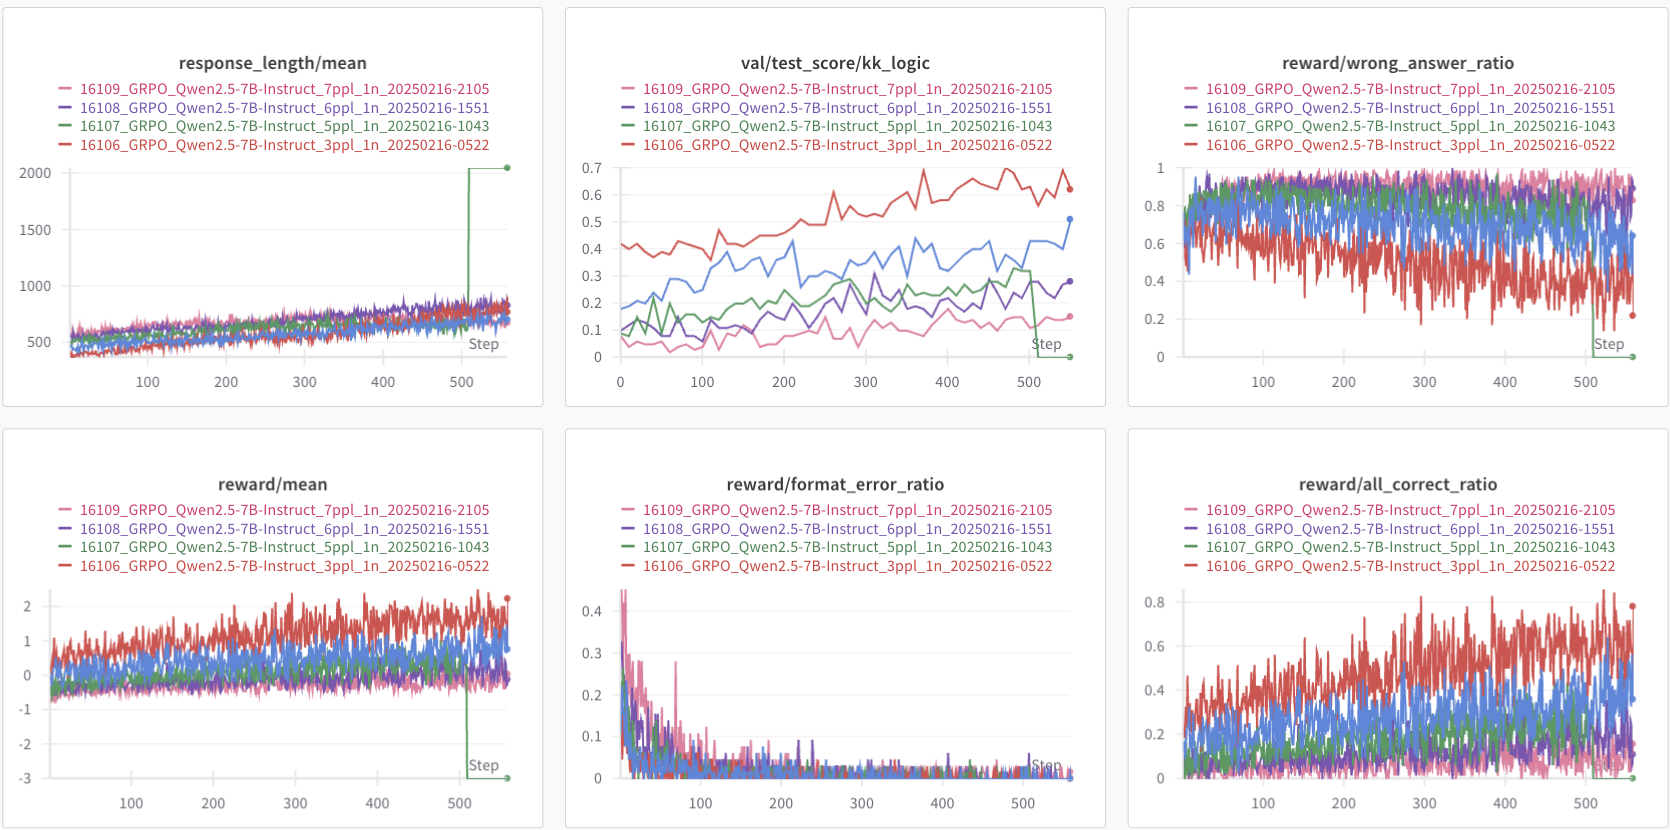 response_length/mean
16109_GRPO_Qwen2.5-7B-Instruct_7ppl_1n_20250216-2105
16108_GRPO_Qwen2.5-7B-Instruct_6ppl_1n_20250216-1551
16107_GRPO_Qwen2.5-7B-Instruct_5ppl_1n_20250216-1043
16106_GRPO_Qwen2.5-7B-Instruct_3ppl_1n_20250216-0522
2000
1500
1000
500
Step
100 200 300 400 500
val/test_score/kk_logic
16109_GRPO_Qwen2.5-7B-Instruct_7ppl_1n_20250216-2105
16108_GRPO_Qwen2.5-7B-Instruct_6ppl_1n_20250216-1551
16107_GRPO_Qwen2.5-7B-Instruct_5ppl_1n_20250216-1043
16106_GRPO_Qwen2.5-7B-Instruct_3ppl_1n_20250216-0522
0.7
0.6
0.5
0.4
0.3
0.2
0.1
0
Step
0 100 200 300 400 500
reward/wrong_answer_ratio
16109_GRPO_Qwen2.5-7B-Instruct_7ppl_1n_20250216-2105
16108_GRPO_Qwen2.5-7B-Instruct_6ppl_1n_20250216-1551
16107_GRPO_Qwen2.5-7B-Instruct_5ppl_1n_20250216-1043
16106_GRPO_Qwen2.5-7B-Instruct_3ppl_1n_20250216-0522
1
0.8
0.6
0.4
0.2
0
Step
100 200 300 400 500
reward/mean
16109_GRPO_Qwen2.5-7B-Instruct_7ppl_1n_20250216-2105
16108_GRPO_Qwen2.5-7B-Instruct_6ppl_1n_20250216-1551
16107_GRPO_Qwen2.5-7B-Instruct_5ppl_1n_20250216-1043
16106_GRPO_Qwen2.5-7B-Instruct_3ppl_1n_20250216-0522
2
1
0
-1
-2
-3
Step
100 200 300 400 500
reward/format_error_ratio
16109_GRPO_Qwen2.5-7B-Instruct_7ppl_1n_20250216-2105
16108_GRPO_Qwen2.5-7B-Instruct_6ppl_1n_20250216-1551
16107_GRPO_Qwen2.5-7B-Instruct_5ppl_1n_20250216-1043
16106_GRPO_Qwen2.5-7B-Instruct_3ppl_1n_20250216-0522
0.4
0.3
0.2
0.1
0
Step
100 200 300 400 500
reward/all_correct_ratio
16109_GRPO_Qwen2.5-7B-Instruct_7ppl_1n_20250216-2105
16108_GRPO_Qwen2.5-7B-Instruct_6ppl_1n_20250216-1551
16107_GRPO_Qwen2.5-7B-Instruct_5ppl_1n_20250216-1043
16106_GRPO_Qwen2.5-7B-Instruct_3ppl_1n_20250216-0522
0.8
0.6
0.4
0.2
0
Step
100 200 300 400 500